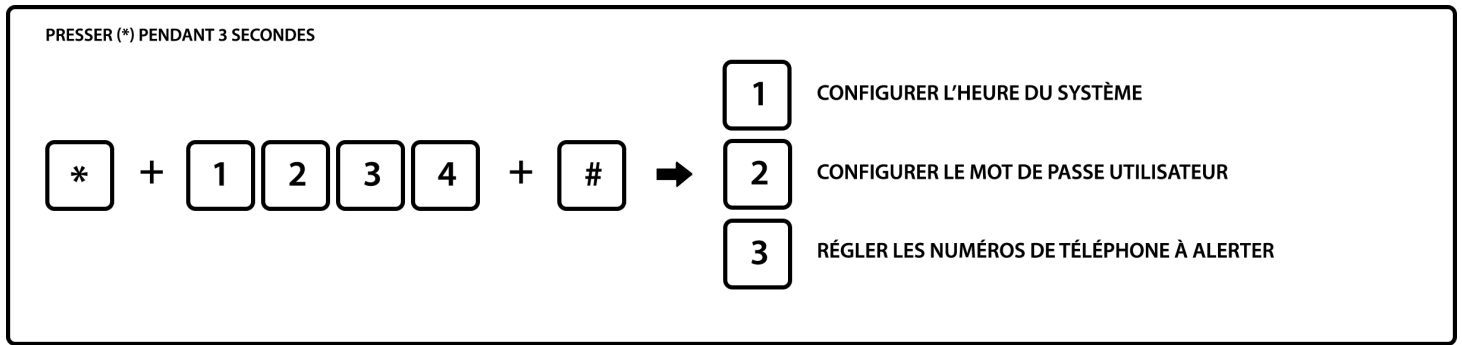 PRESSER (*) PENDANT 3 SECONDES
1 CONFIGURER L'HEURE DU SYSTÈME
* + 1 2 3 4 + # ➡ 2 CONFIGURER LE MOT DE PASSE UTILISATEUR
3 RÉGLER LES NUMÉROS DE TÉLÉPHONE À ALERTER